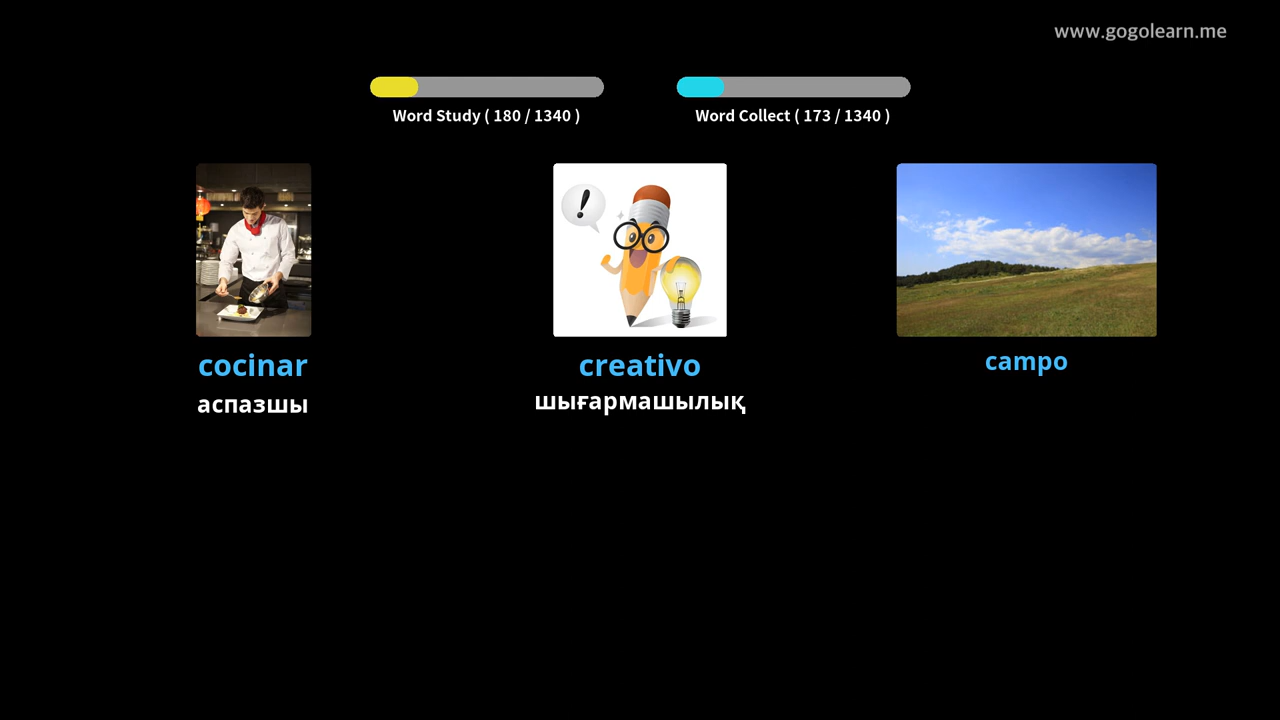 www.gogolearn.me
Word Study ( 180 / 1340 )
Word Collect ( 173 / 1340 )
cocinar
аспазшы
creativo
шығармашылық
campo